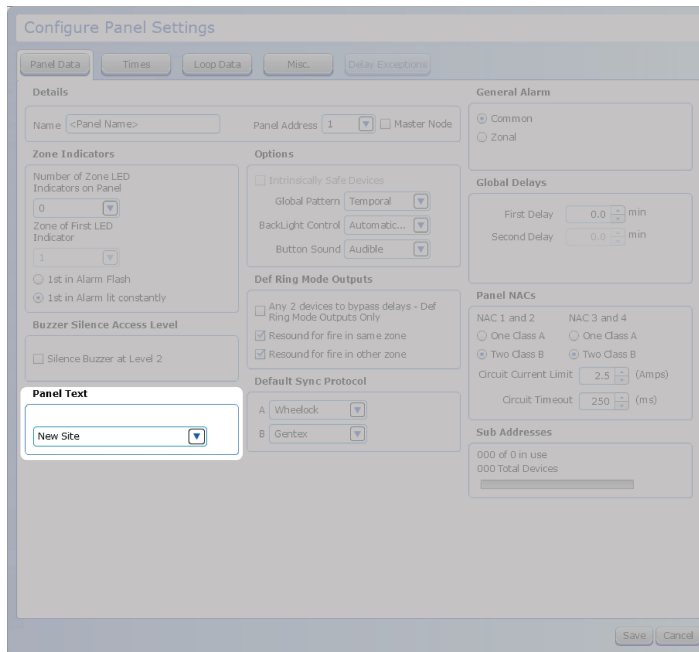 Configure Panel Settings
Panel Data Times Loop Data Misc. Delay Exceptions
Details
Name <Panel Name> Panel Address 1 Master Node
Zone Indicators
Number of Zone LED
Indicators on Panel
0
Zone of First LED
Indicator
1
1st in Alarm Flash
1st in Alarm lit constantly
Buzzer Silence Access Level
Silence Buzzer at Level 2
Panel Text
New Site
Options
Intrinsically Safe Devices
Global Pattern Temporal
BackLight Control Automatic...
Button Sound Audible
Def Ring Mode Outputs
Any 2 devices to bypass delays - Def
Ring Mode Outputs Only
Resound for fire in same zone
Resound for fire in other zone
Default Sync Protocol
A Wheelock
B Gentex
General Alarm
Common
Zonal
Global Delays
First Delay 0.0 min
Second Delay 0.0 min
Panel NACs
NAC 1 and 2 NAC 3 and 4
One Class A One Class A
Two Class B Two Class B
Circuit Current Limit 2.5 (Amps)
Circuit Timeout 250 (ms)
Sub Addresses
000 of 0 in use
000 Total Devices
Save Cancel